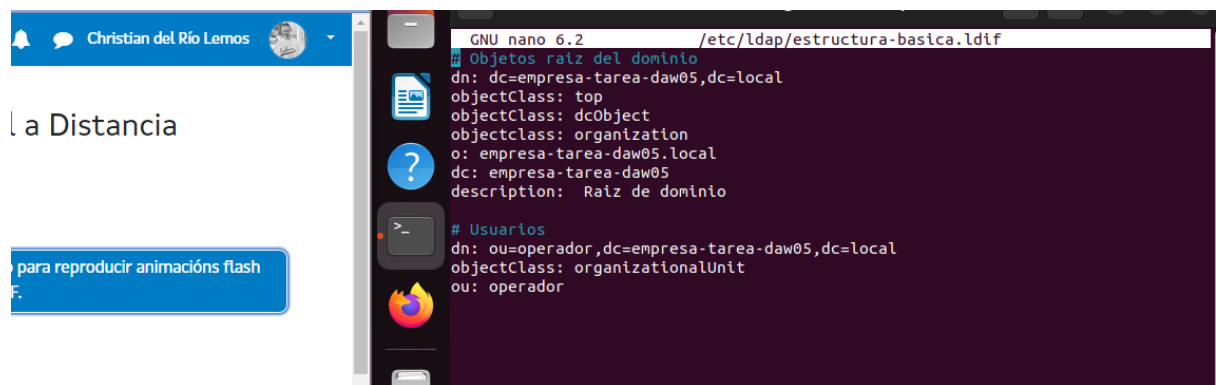 Christian del Río Lemos
l a Distancia
para reproducir animacións flash
F.
GNU nano 6.2 /etc/ldap/estructura-basica.ldif
# Objetos raiz del dominio
dn: dc=empresa-tarea-daw05,dc=local
objectClass: top
objectClass: dcObject
objectclass: organization
o: empresa-tarea-daw05.local
dc: empresa-tarea-daw05
description:  Raiz de dominio
# Usuarios
dn: ou=operador,dc=empresa-tarea-daw05,dc=local
objectClass: organizationalUnit
ou: operador